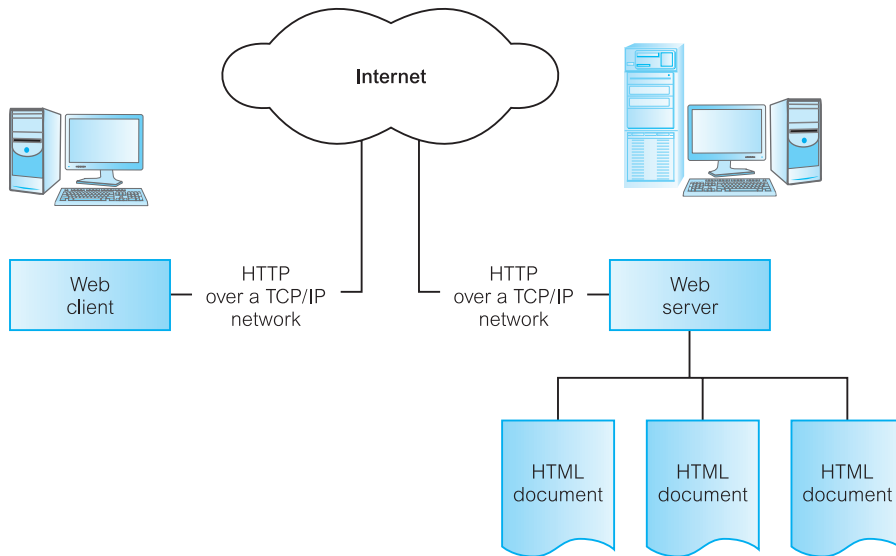 Internet
Web
client
HTTP
over a TCP/IP
network
HTTP
over a TCP/IP
network
Web
server
HTML
document
HTML
document
HTML
document